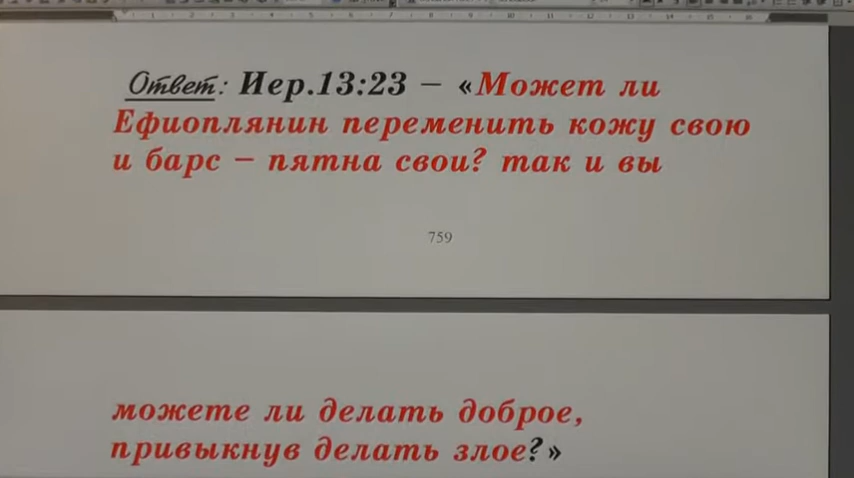 Ответ: Иер.13:23 – «Может ли
Ефиоплянин переменить кожу свою
и барс – пятна свои? так и вы
759
можете ли делать доброе,
привыкнув делать злое?»